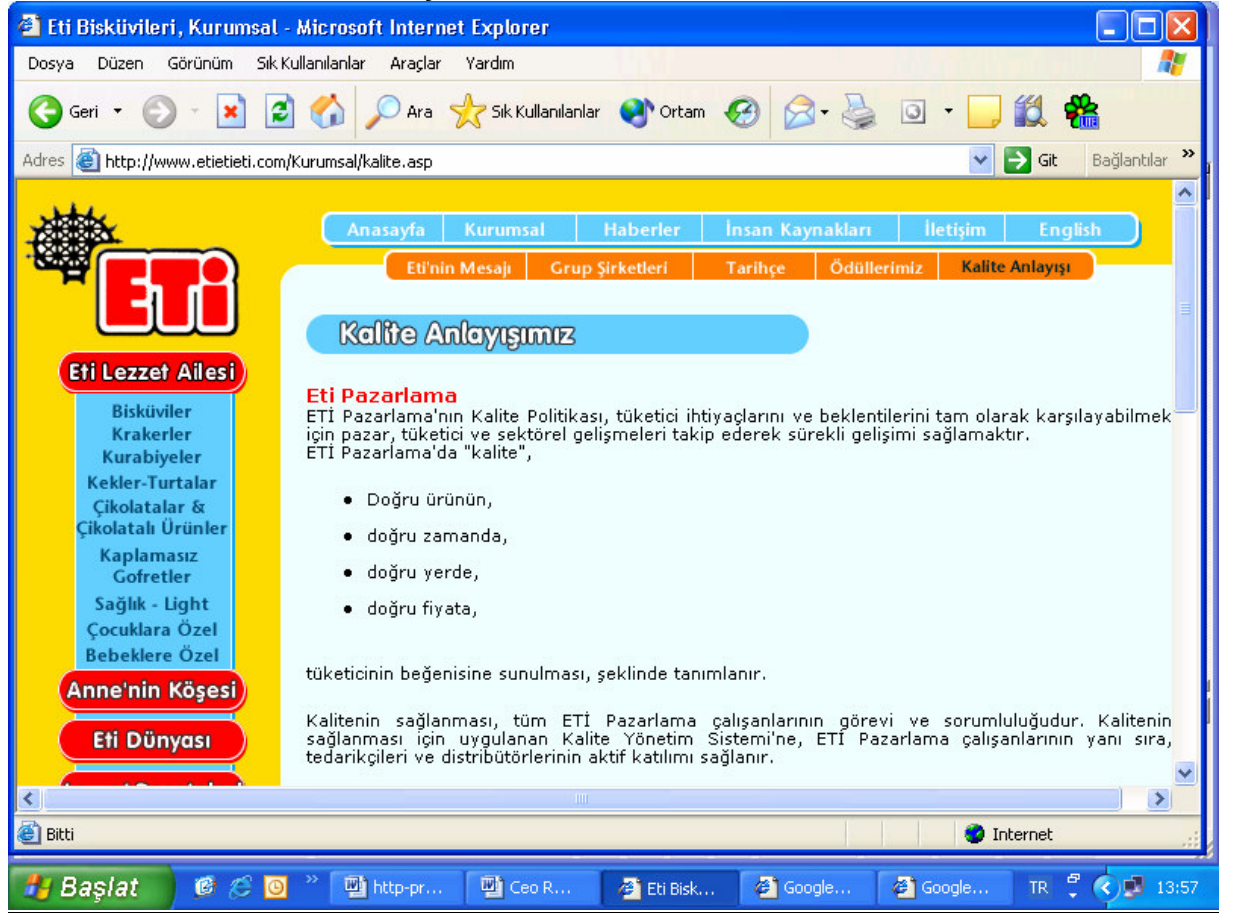 Eti Bisküvileri, Kurumsal - Microsoft Internet Explorer
Dosya Düzen Görünüm Sık Kullanılanlar Araçlar Yardım
Geri Ara Sık Kullanılanlar Ortam
Adres http://www.etietieti.com/Kurumsal/kalite.asp Git Bağlantılar »
ETİ
Anasayfa Kurumsal Haberler İnsan Kaynakları İletişim English
Eti'nin Mesajı Grup Şirketleri Tarihçe Ödüllerimiz Kalite Anlayışı
Kalite Anlayışımız
Eti Lezzet Ailesi
Bisküviler
Krakerler
Kurabiyeler
Kekler-Turtalar
Çikolatalar &
Çikolatalı Ürünler
Kaplamasız
Gofretler
Sağlık - Light
Çocuklara Özel
Bebeklere Özel
Anne'nin Köşesi
Eti Dünyası
Eti Pazarlama
ETİ Pazarlama'nın Kalite Politikası, tüketici ihtiyaçlarını ve beklentilerini tam olarak karşılayabilmek
için pazar, tüketici ve sektörel gelişmeleri takip ederek sürekli gelişimi sağlamaktır.
ETİ Pazarlama'da "kalite",
• Doğru ürünün,
• doğru zamanda,
• doğru yerde,
• doğru fiyata,
tüketicinin beğenisine sunulması, şeklinde tanımlanır.
Kalitenin sağlanması, tüm ETİ Pazarlama çalışanlarının görevi ve sorumluluğudur. Kalitenin
sağlanması için uygulanan Kalite Yönetim Sistemi'ne, ETİ Pazarlama çalışanlarının yanı sıra,
tedarikçileri ve distribütörlerinin aktif katılımı sağlanır.
Bitti Internet
Başlat » http-pr... Ceo R... Eti Bisk... Google... Google... TR 13:57